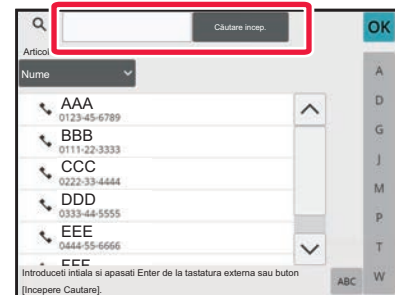 Căutare incep.
OK
Articol
Nume
AAA
0123-45-6789
BBB
0111-22-3333
CCC
0222-33-4444
DDD
0333-44-5555
EEE
0444-55-6666
FFF
Introduceti intiala si apasati Enter de la tastatura externa sau buton
[Incepere Cautare].
ABC
A
D
G
J
M
P
T
W